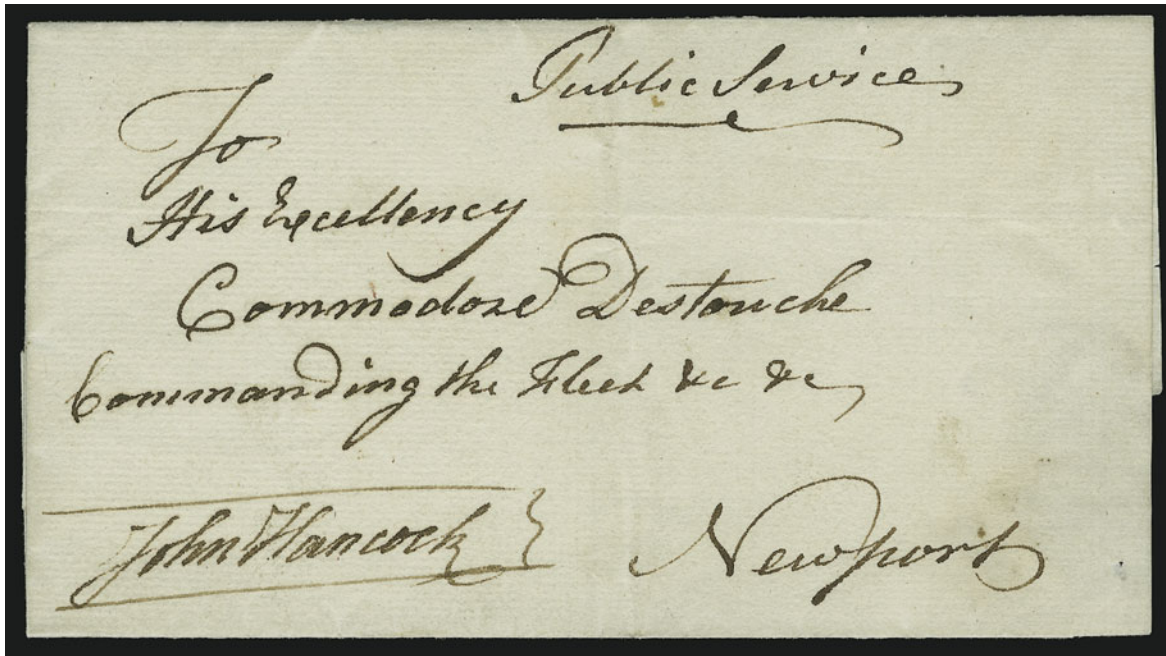 Public Service
To
His Excellency
Commodore Destouche
Commanding the Fleet &c &c
John Hancock
Newport